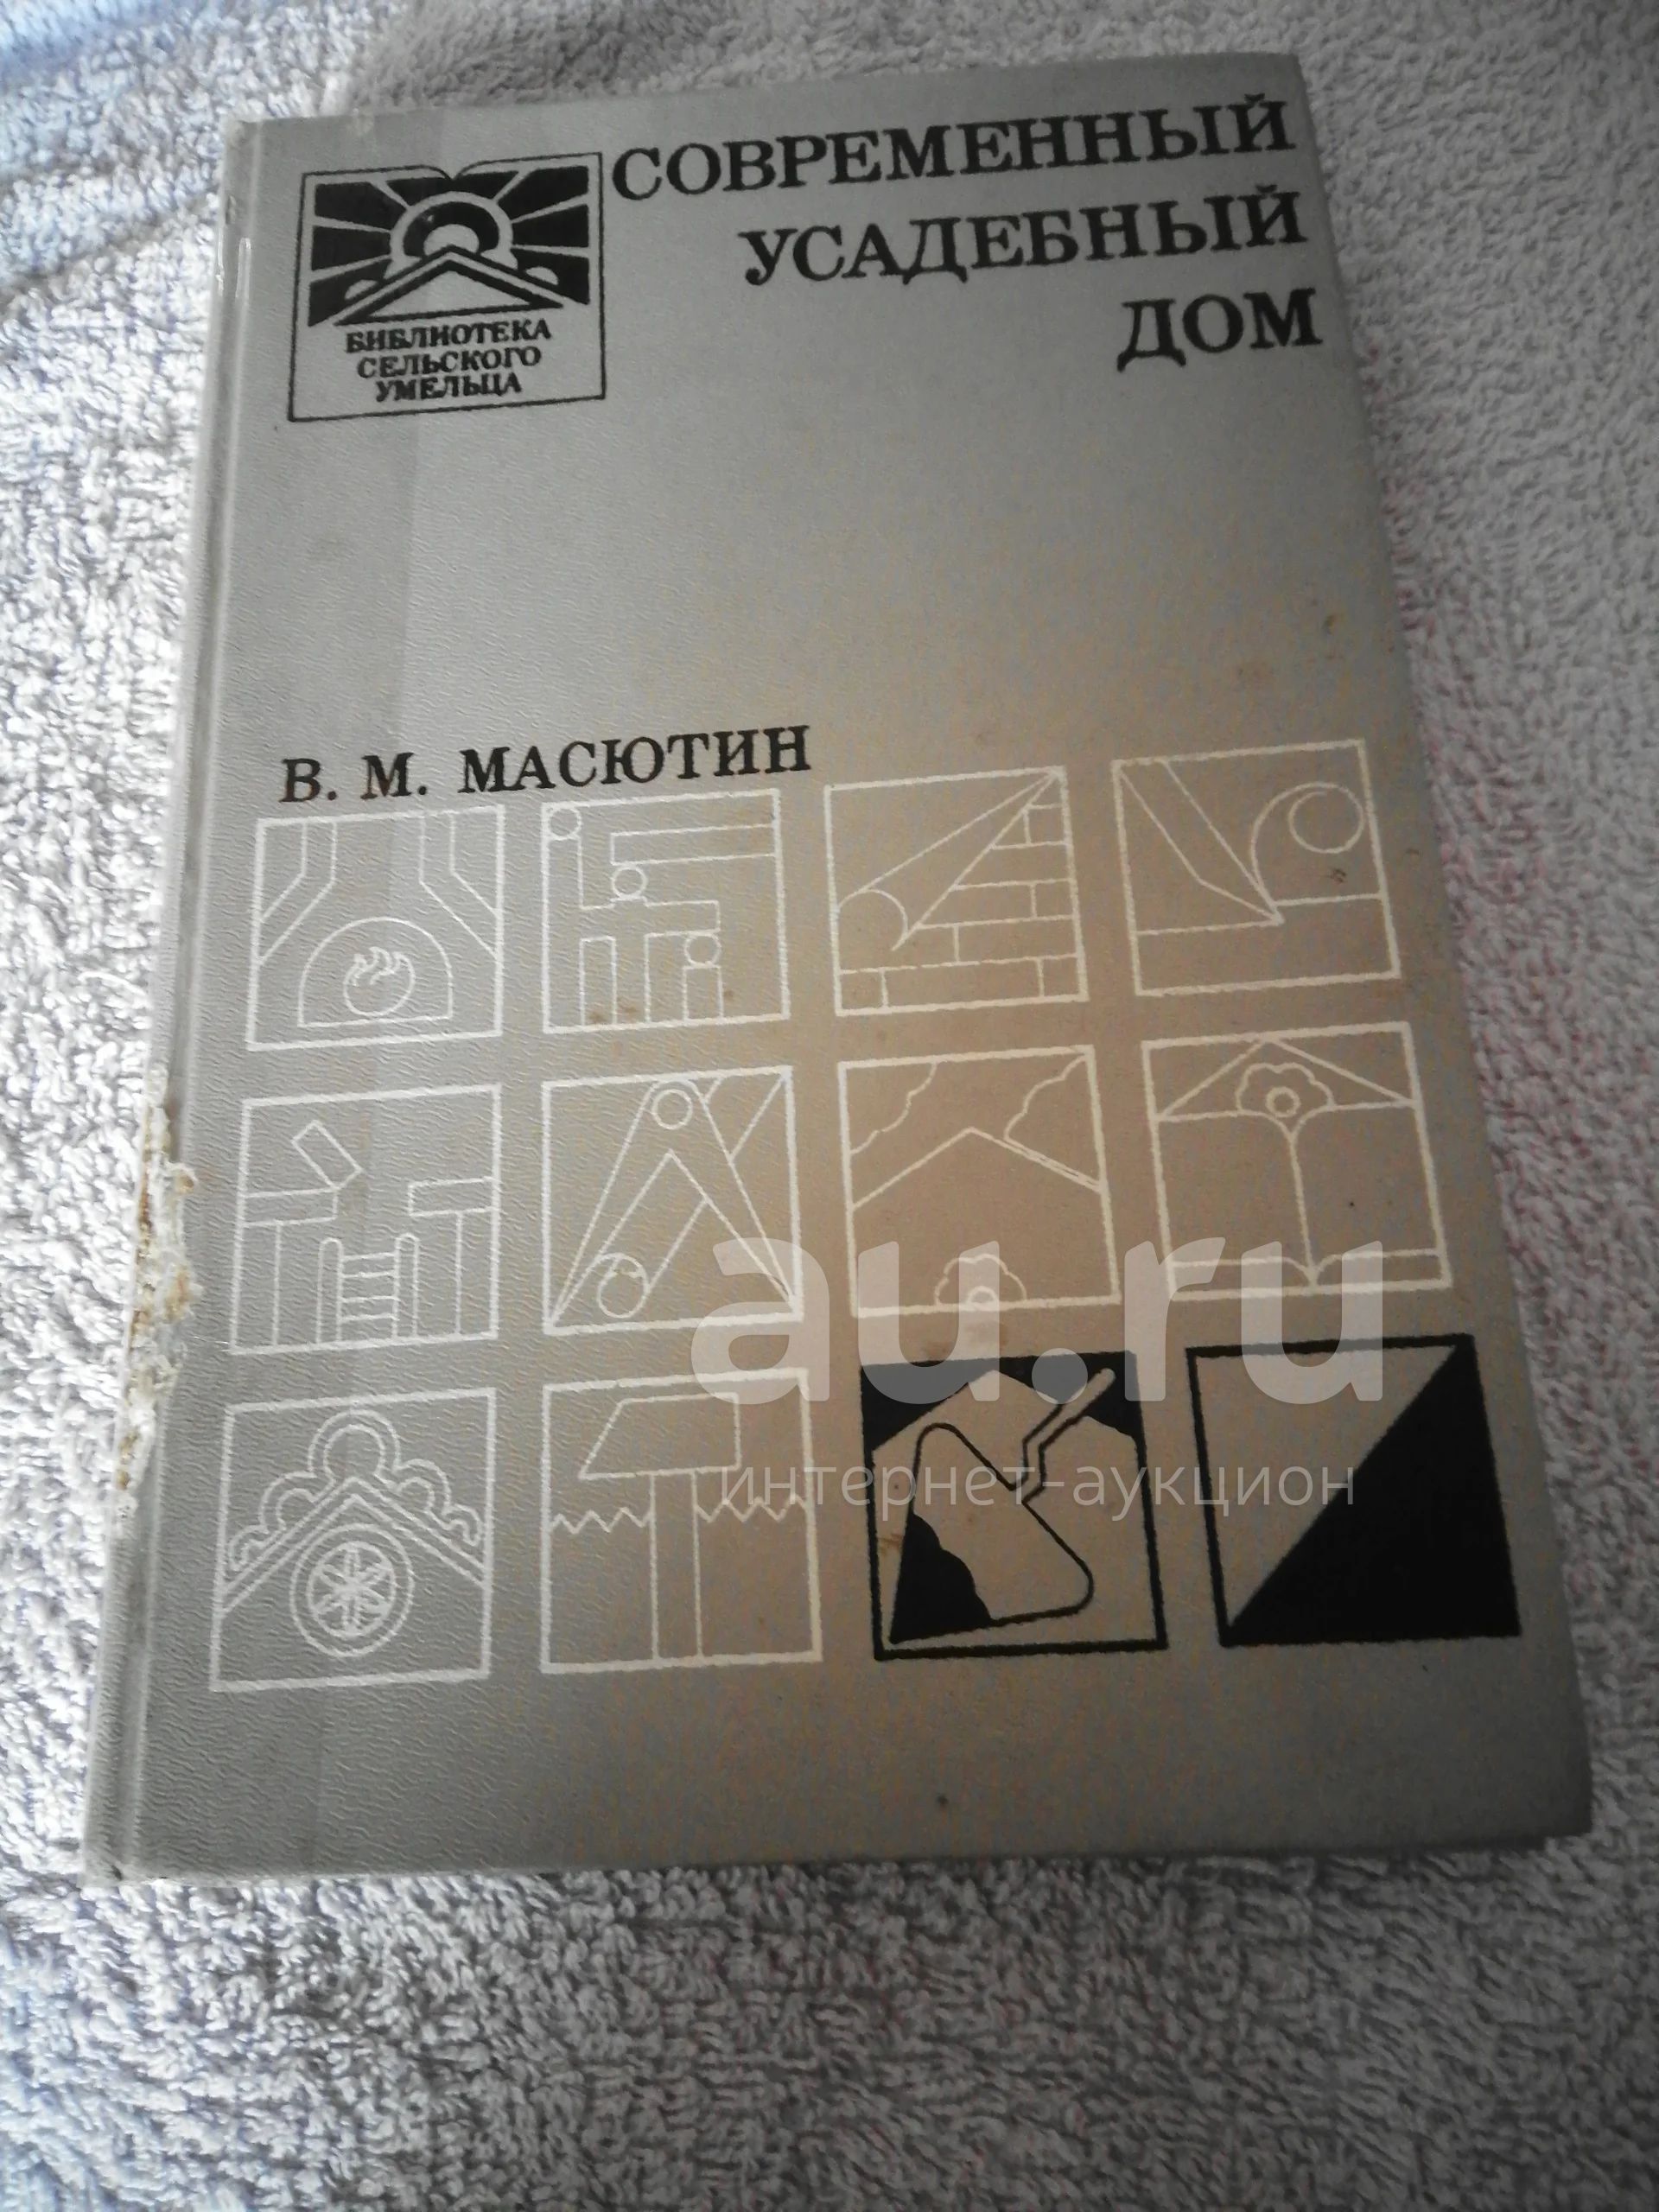 СОВРЕМЕННЫЙ
УСАДЕБНЫЙ
ДОМ
БИБЛИОТЕКА
СЕЛЬСКОГО
УМЕЛЬЦА
В. М. МАСЮТИН
au.ru
интернет-аукцион